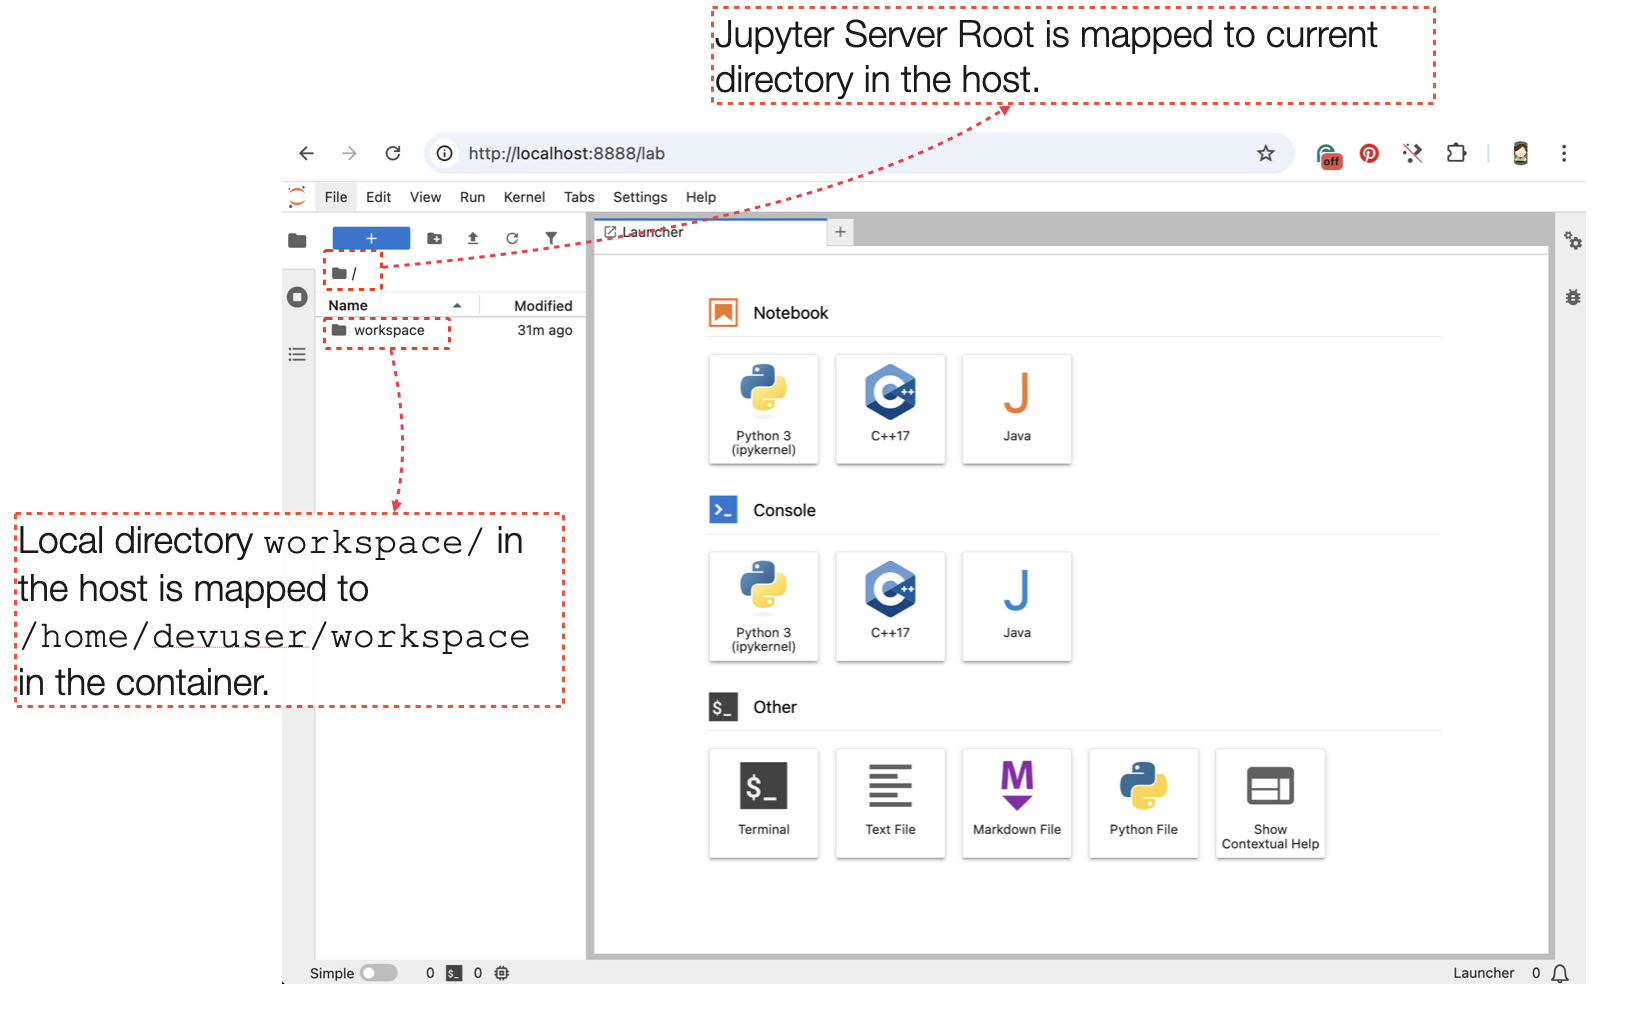 Jupyter Server Root is mapped to current
directory in the host.
http://localhost:8888/lab
off
File Edit View Run Kernel Tabs Settings Help
+
Launcher
+
/
Name Modified
workspace 31m ago
Notebook
Python 3
(ipykernel)
C++17
Java
Console
Python 3
(ipykernel)
C++17
Java
Local directory workspace/ in
the host is mapped to
/home/devuser/workspace
in the container.
$_ Other
$_
Terminal
Text File
M
Markdown File
Python File
Show
Contextual Help
Simple 0 $_ 0
Launcher 0